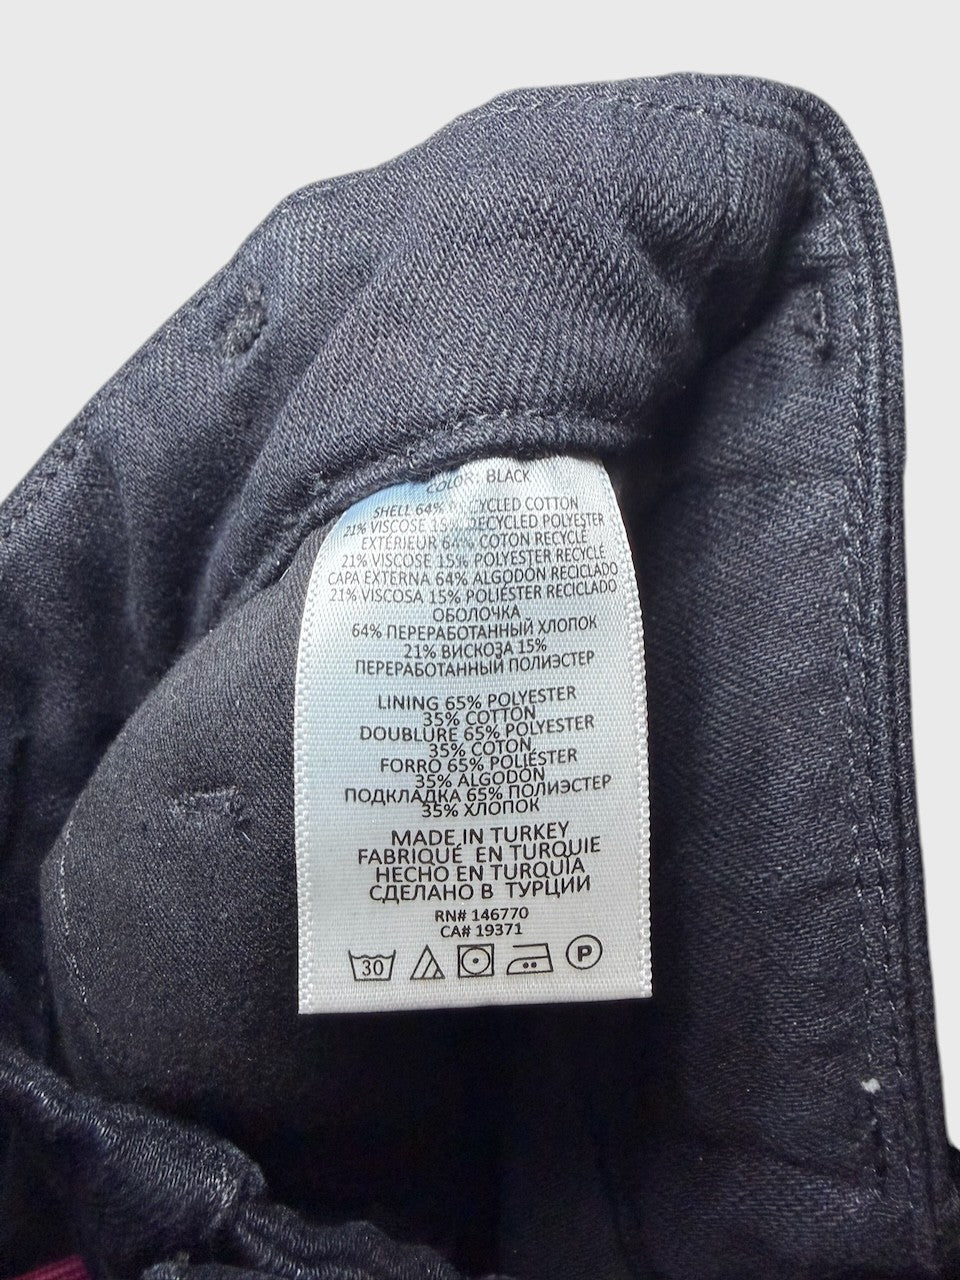 COLOR: BLACK
SHELL 64% RECYCLED COTTON
21% VISCOSE 15% RECYCLED POLYESTER
EXTÉRIEUR 64% COTON RECYCLÉ
21% VISCOSE 15% POLYESTER RECYCLÉ
CAPA EXTERNA 64% ALGODÓN RECICLADO
21% VISCOSA 15% POLIÉSTER RECICLADO
ОБОЛОЧКА
64% ПЕРЕРАБОТАННЫЙ ХЛОПОК
21% ВИСКОЗА 15%
ПЕРЕРАБОТАННЫЙ ПОЛИЭСТЕР
LINING 65% POLYESTER
35% COTTON
DOUBLURE 65% POLYESTER
35% COTON
FORRO 65% POLIÉSTER
35% ALGODÓN
ПОДКЛАДКА 65% ПОЛИЭСТЕР
35% ХЛОПОК
MADE IN TURKEY
FABRIQUÉ EN TURQUIE
HECHO EN TURQUÍA
СДЕЛАНО В ТУРЦИИ
RN# 146770
CA# 19371
30 P